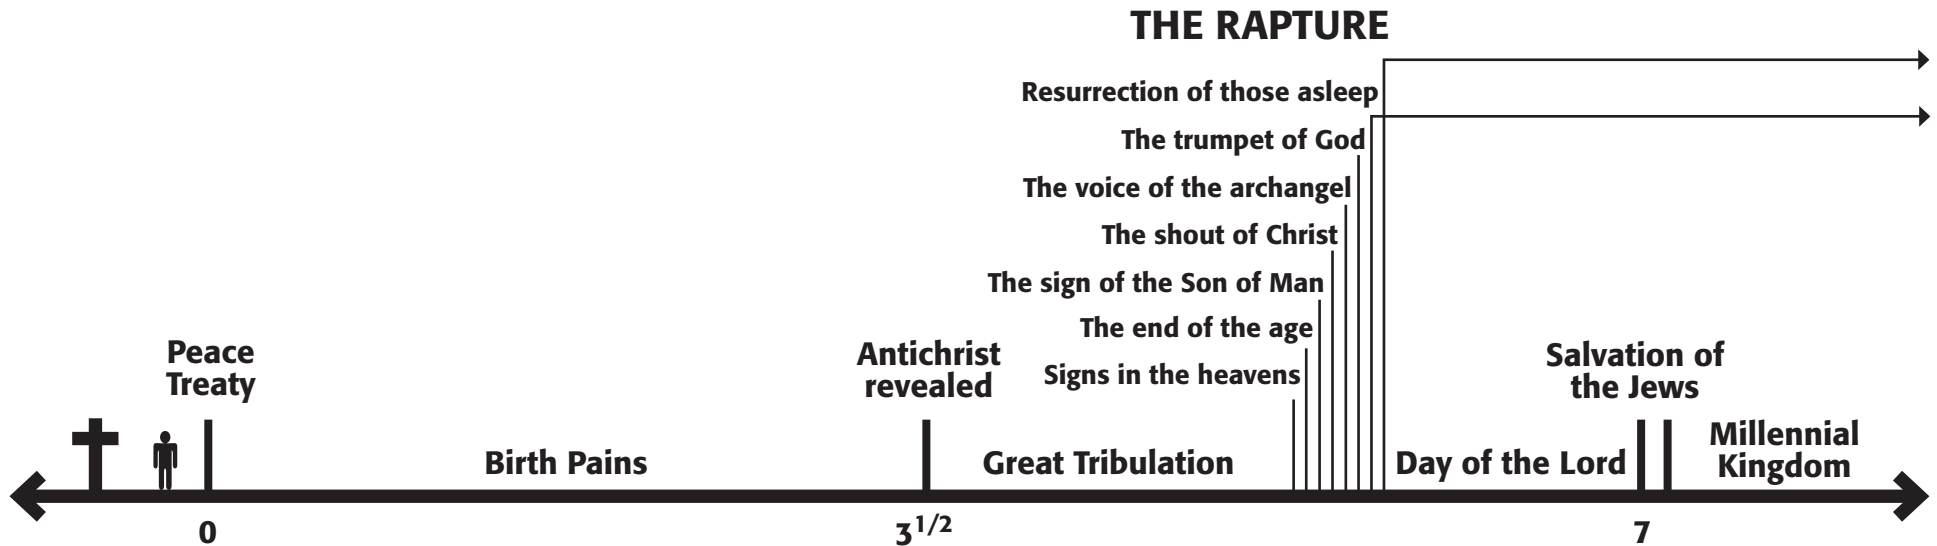 THE RAPTURE
Resurrection of those asleep
The trumpet of God
The voice of the archangel
The shout of Christ
The sign of the Son of Man
The end of the age
Signs in the heavens
Peace
Treaty
Antichrist
revealed
Salvation of
the Jews
Birth Pains
Great Tribulation
Day of the Lord
Millennial
Kingdom
0
3 1/2
7